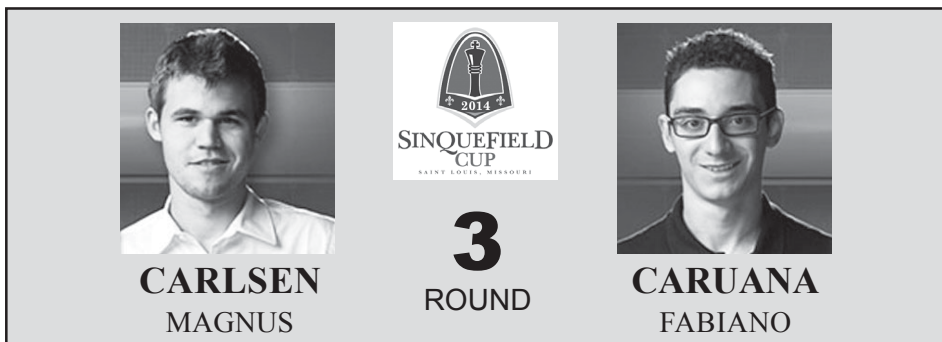 2014
SINQUEFIELD
CUP
SAINT LOUIS, MISSOURI
3
ROUND
CARLSEN
MAGNUS
CARUANA
FABIANO